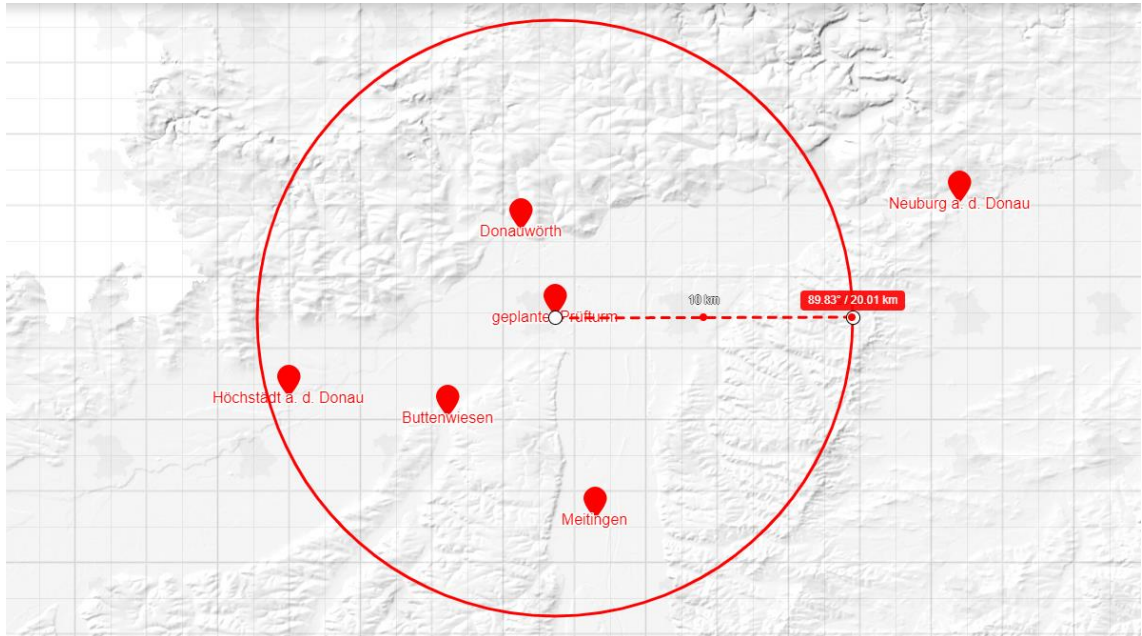 Neuburg a. d. Donau
Donauwörth
10 km
89.83° / 20.01 km
geplanter Prüfturm
Höchstädt a. d. Donau
Buttenwiesen
Meitingen